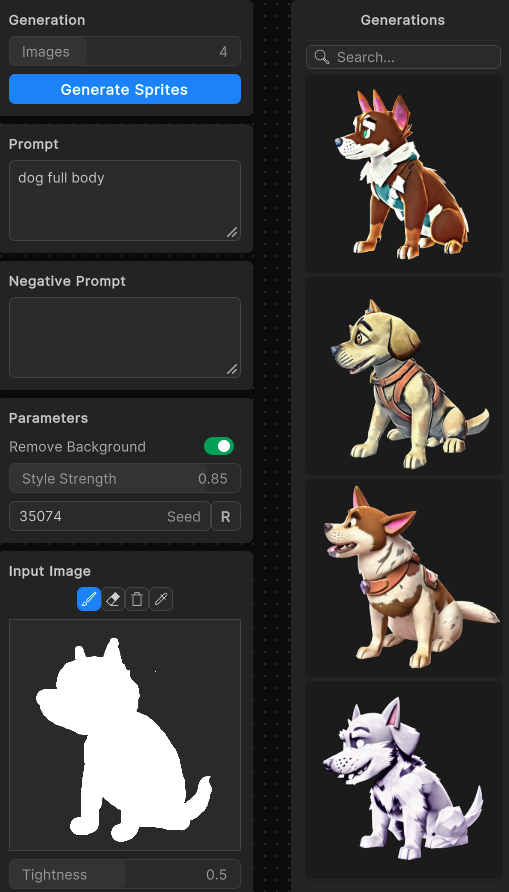 Generation
Images 4
Generate Sprites
Prompt
dog full body
Negative Prompt
Parameters
Remove Background
Style Strength 0.85
35074 Seed R
Input Image
Tightness 0.5
Generations
Search...